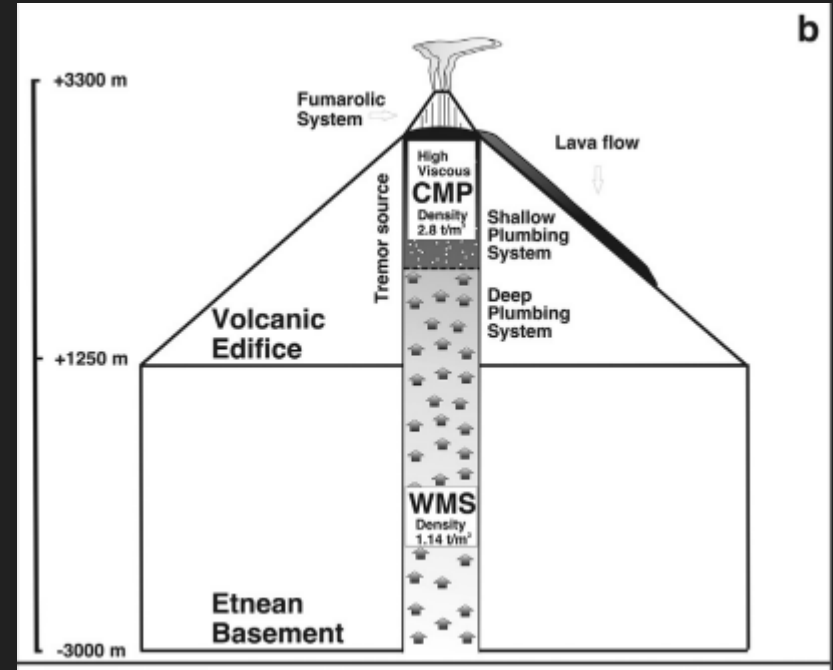 b
+3300 m
Fumarolic
System
Lava flow
High
Viscous
CMP
Density
2.8 t/m³
Tremor source
Shallow
Plumbing
System
Deep
Plumbing
System
Volcanic
Edifice
+1250 m
WMS
Density
1.14 t/m³
Etnean
Basement
-3000 m